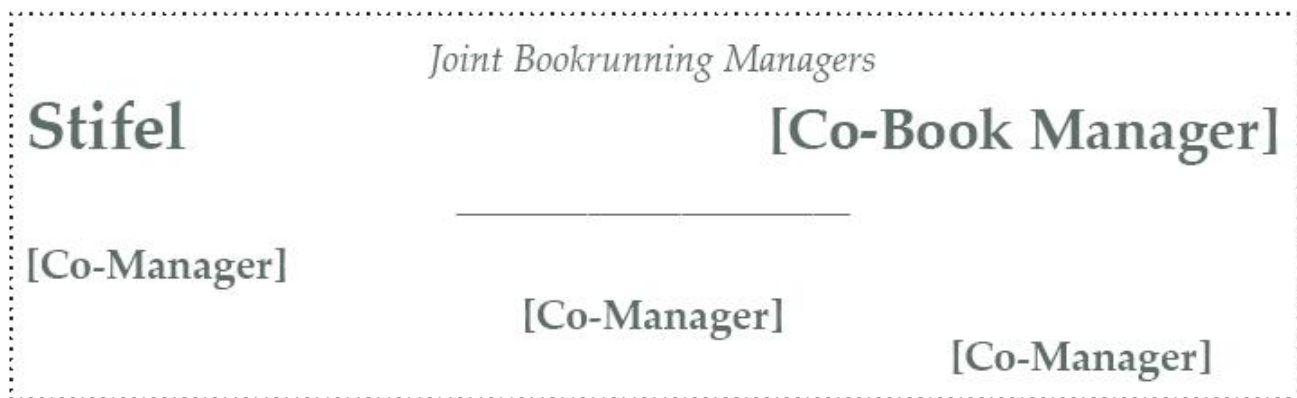 Joint Bookrunning Managers
Stifel [Co-Book Manager]
[Co-Manager]
[Co-Manager]
[Co-Manager]